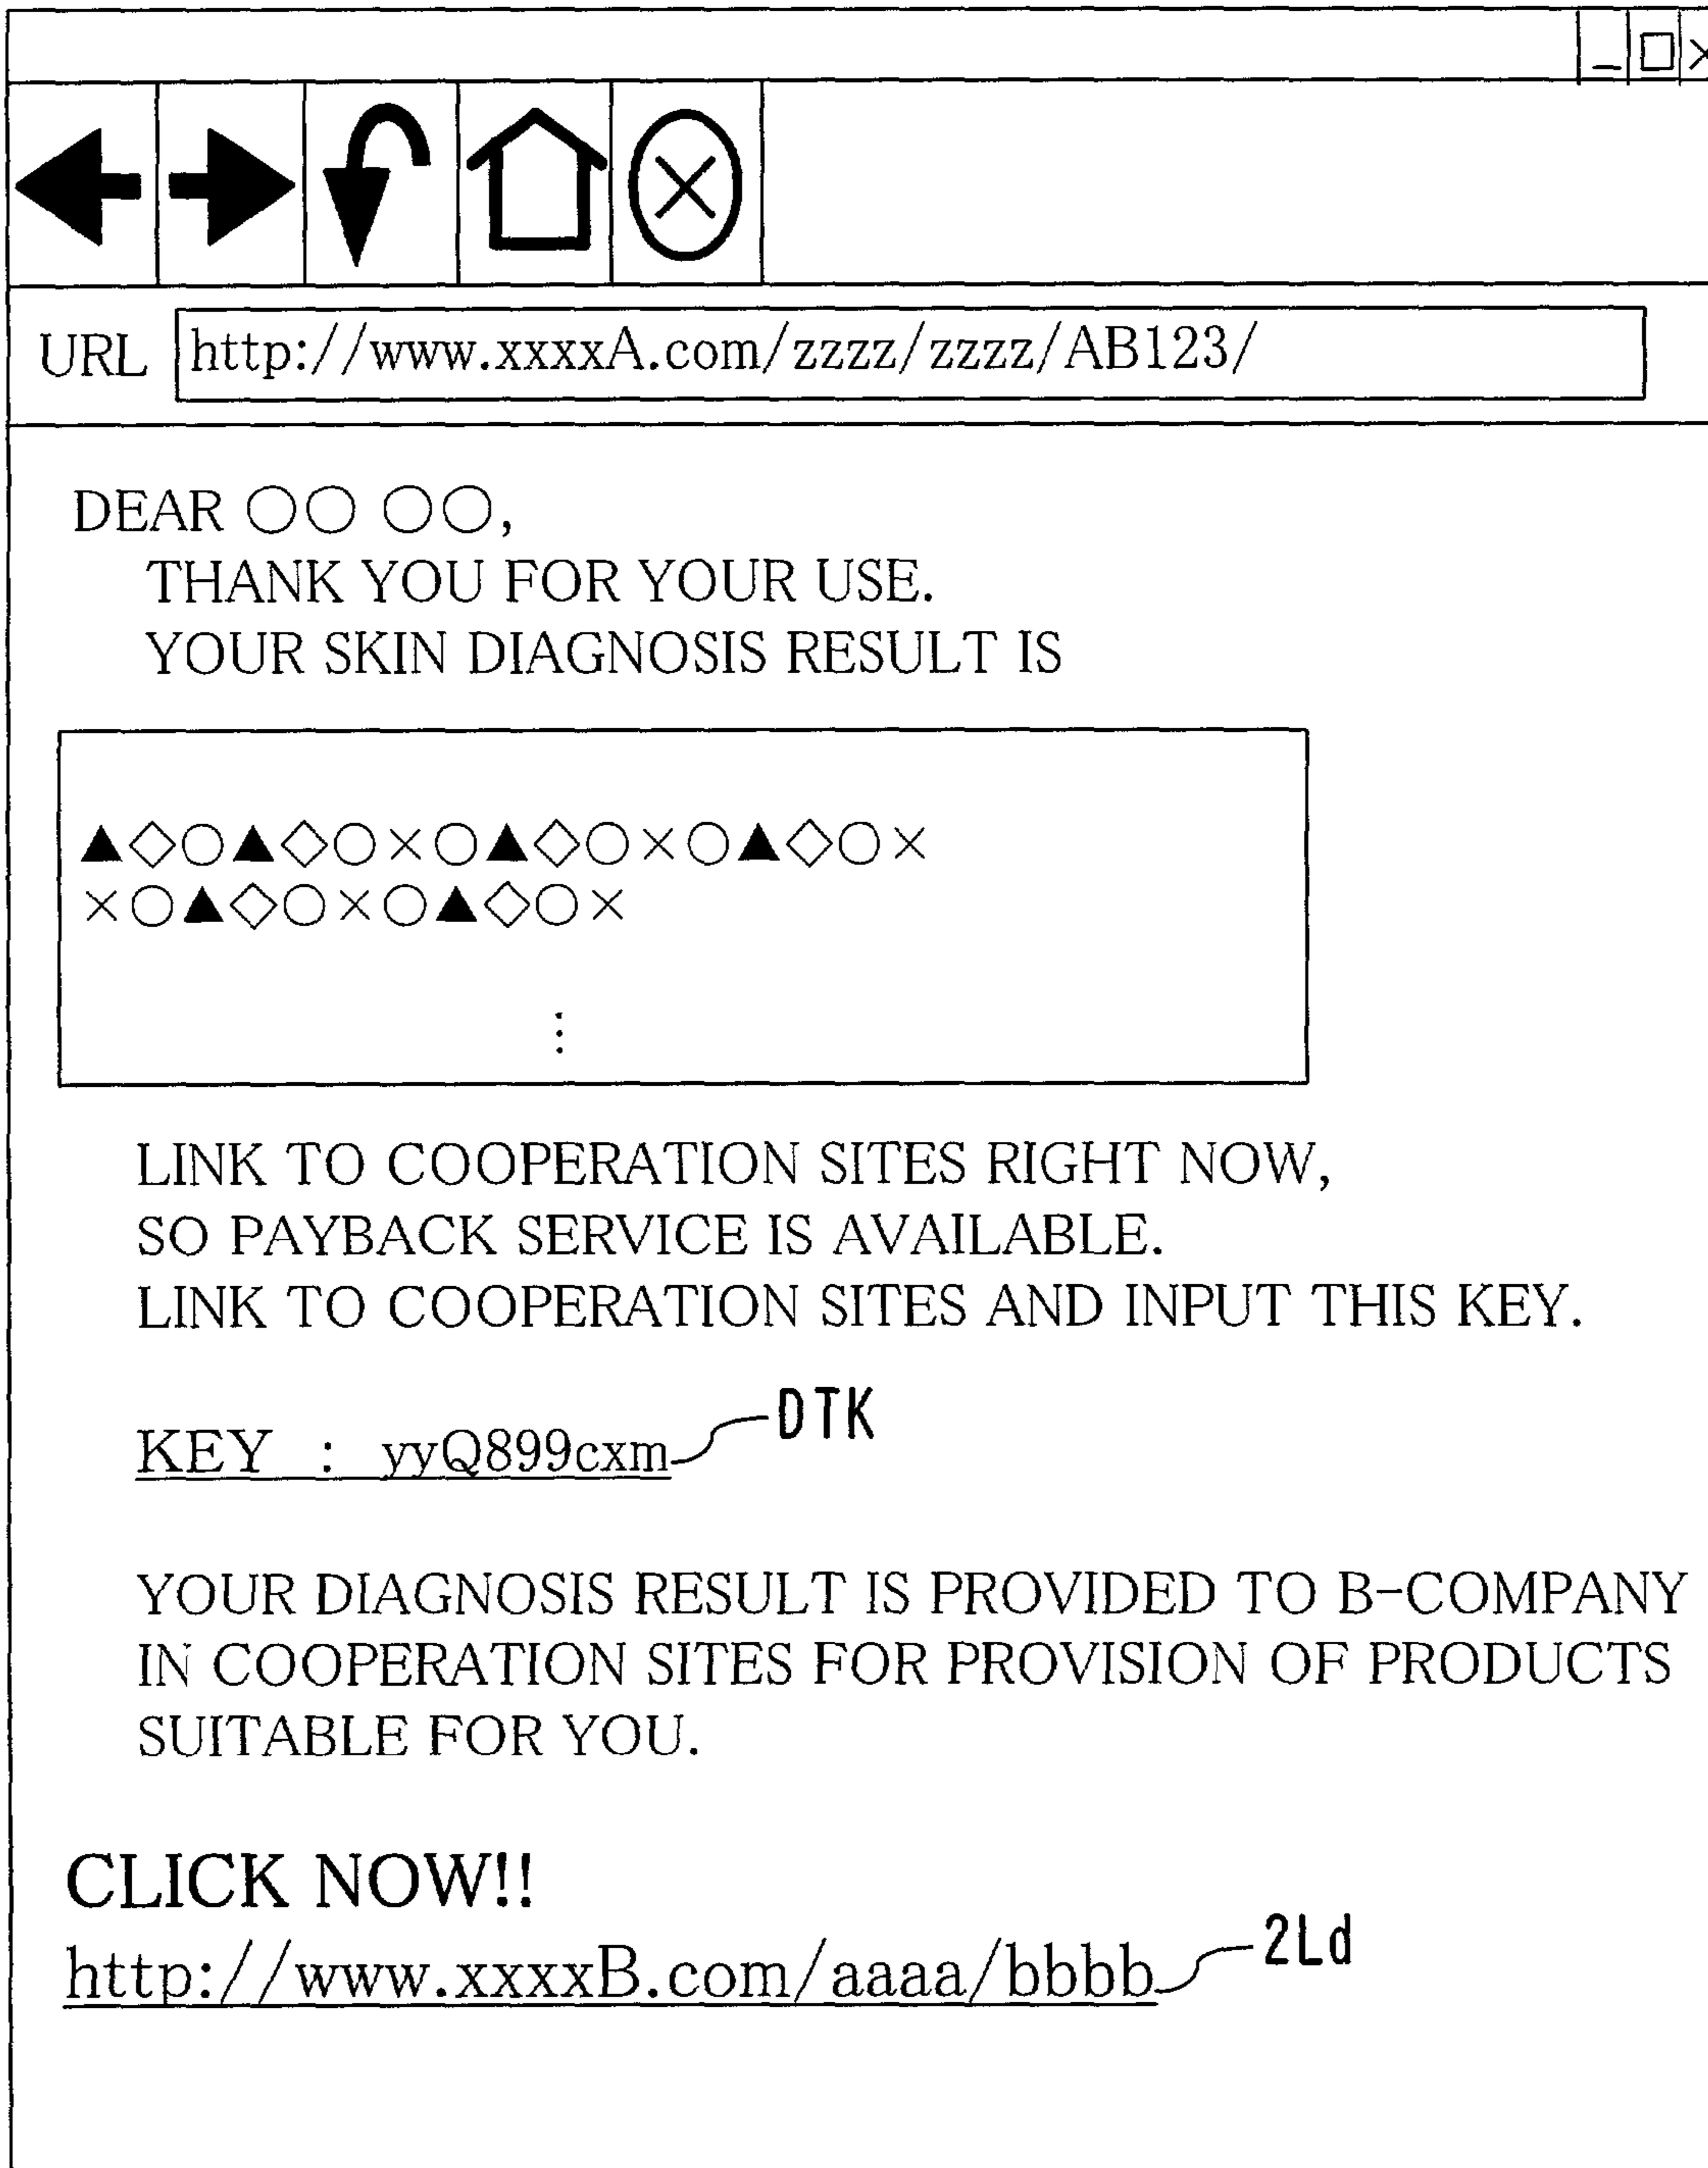 URL http://www.xxxxA.com/zzzz/zzzz/AB123/
DEAR ○○ ○○,
THANK YOU FOR YOUR USE.
YOUR SKIN DIAGNOSIS RESULT IS
▲◇○▲◇○×○▲◇○×○▲◇○×
×○▲◇○×○▲◇○×
⋮
LINK TO COOPERATION SITES RIGHT NOW,
SO PAYBACK SERVICE IS AVAILABLE.
LINK TO COOPERATION SITES AND INPUT THIS KEY.
KEY : yyQ899cxm DTK
YOUR DIAGNOSIS RESULT IS PROVIDED TO B-COMPANY
IN COOPERATION SITES FOR PROVISION OF PRODUCTS
SUITABLE FOR YOU.
CLICK NOW!!
http://www.xxxxB.com/aaaa/bbbb 2Ld